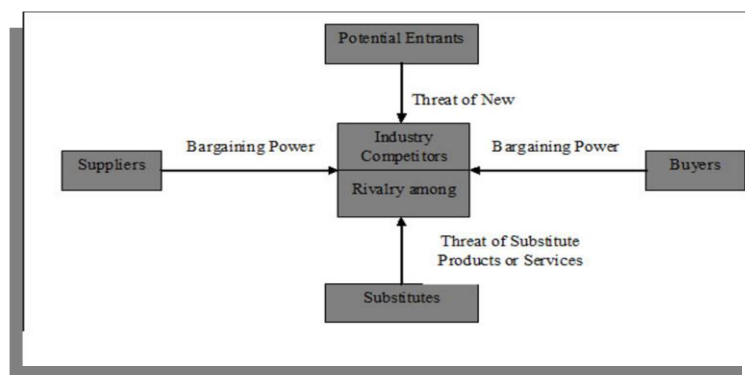 Potential Entrants
Threat of New
Bargaining Power
Industry
Competitors
Bargaining Power
Suppliers
Rivalry among
Buyers
Threat of Substitute
Products or Services
Substitutes